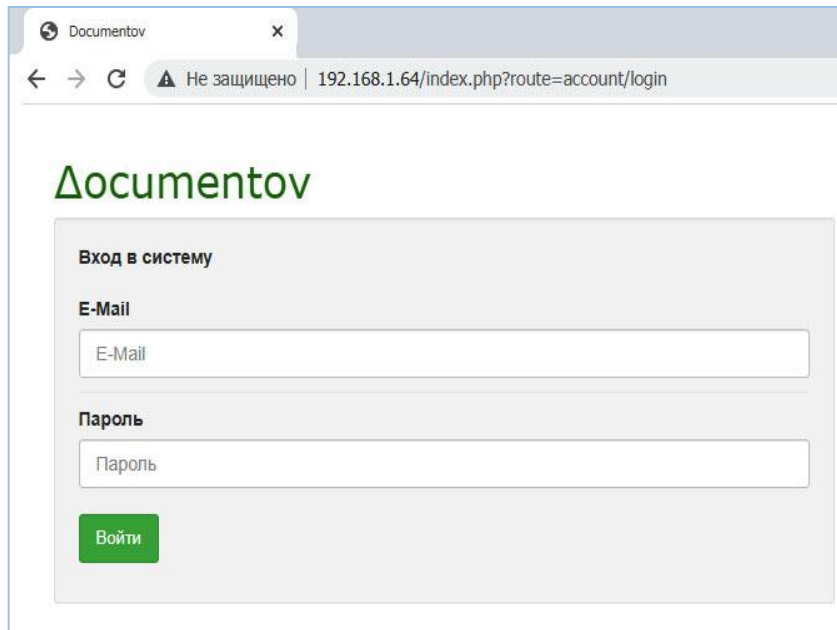 Documentov
Не защищено | 192.168.1.64/index.php?route=account/login
Δocumentov
Вход в систему
E-Mail
E-Mail
Пароль
Пароль
Войти